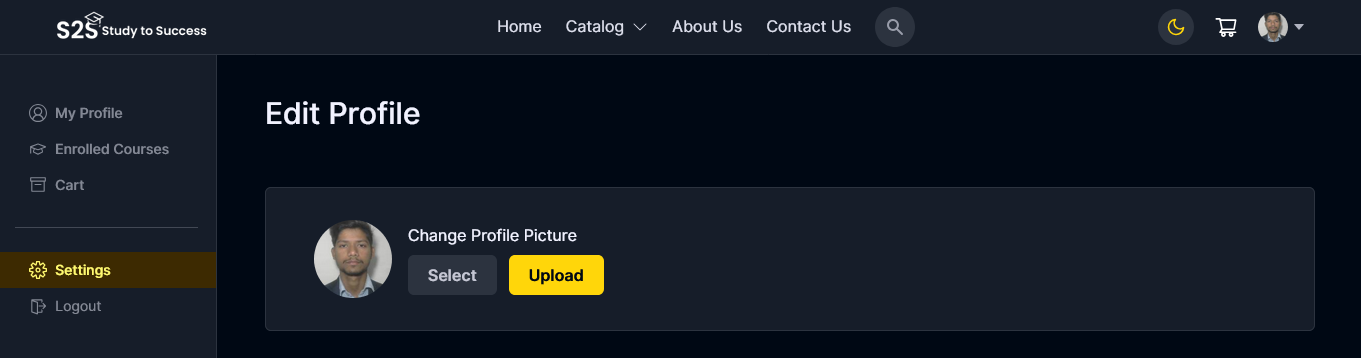 S2S Study to Success
Home Catalog About Us Contact Us
My Profile
Enrolled Courses
Cart
Settings
Logout
Edit Profile
Change Profile Picture
Select Upload